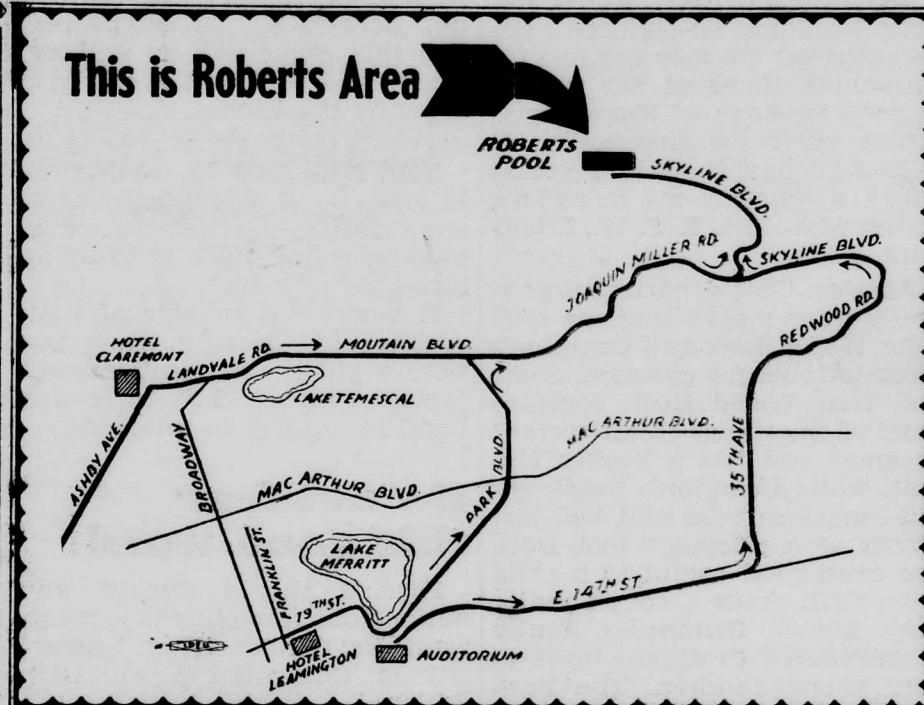 This is Roberts Area
ROBERTS
POOL
SKYLINE BLVD.
JOAQUIN MILLER RD.
SKYLINE BLVD.
REDWOOD RD.
HOTEL
CLAREMONT
LANDVALE RD.
MOUTAIN BLVD.
LAKE TEMESCAL
ASHBY AVE.
BROADWAY
MAC ARTHUR BLVD.
MAC ARTHUR BLVD.
PARK BLVD.
35TH AVE
FRANKLIN ST.
LAKE
MERRITT
19TH ST.
E. 14TH ST.
HOTEL
LEAMINGTON
AUDITORIUM